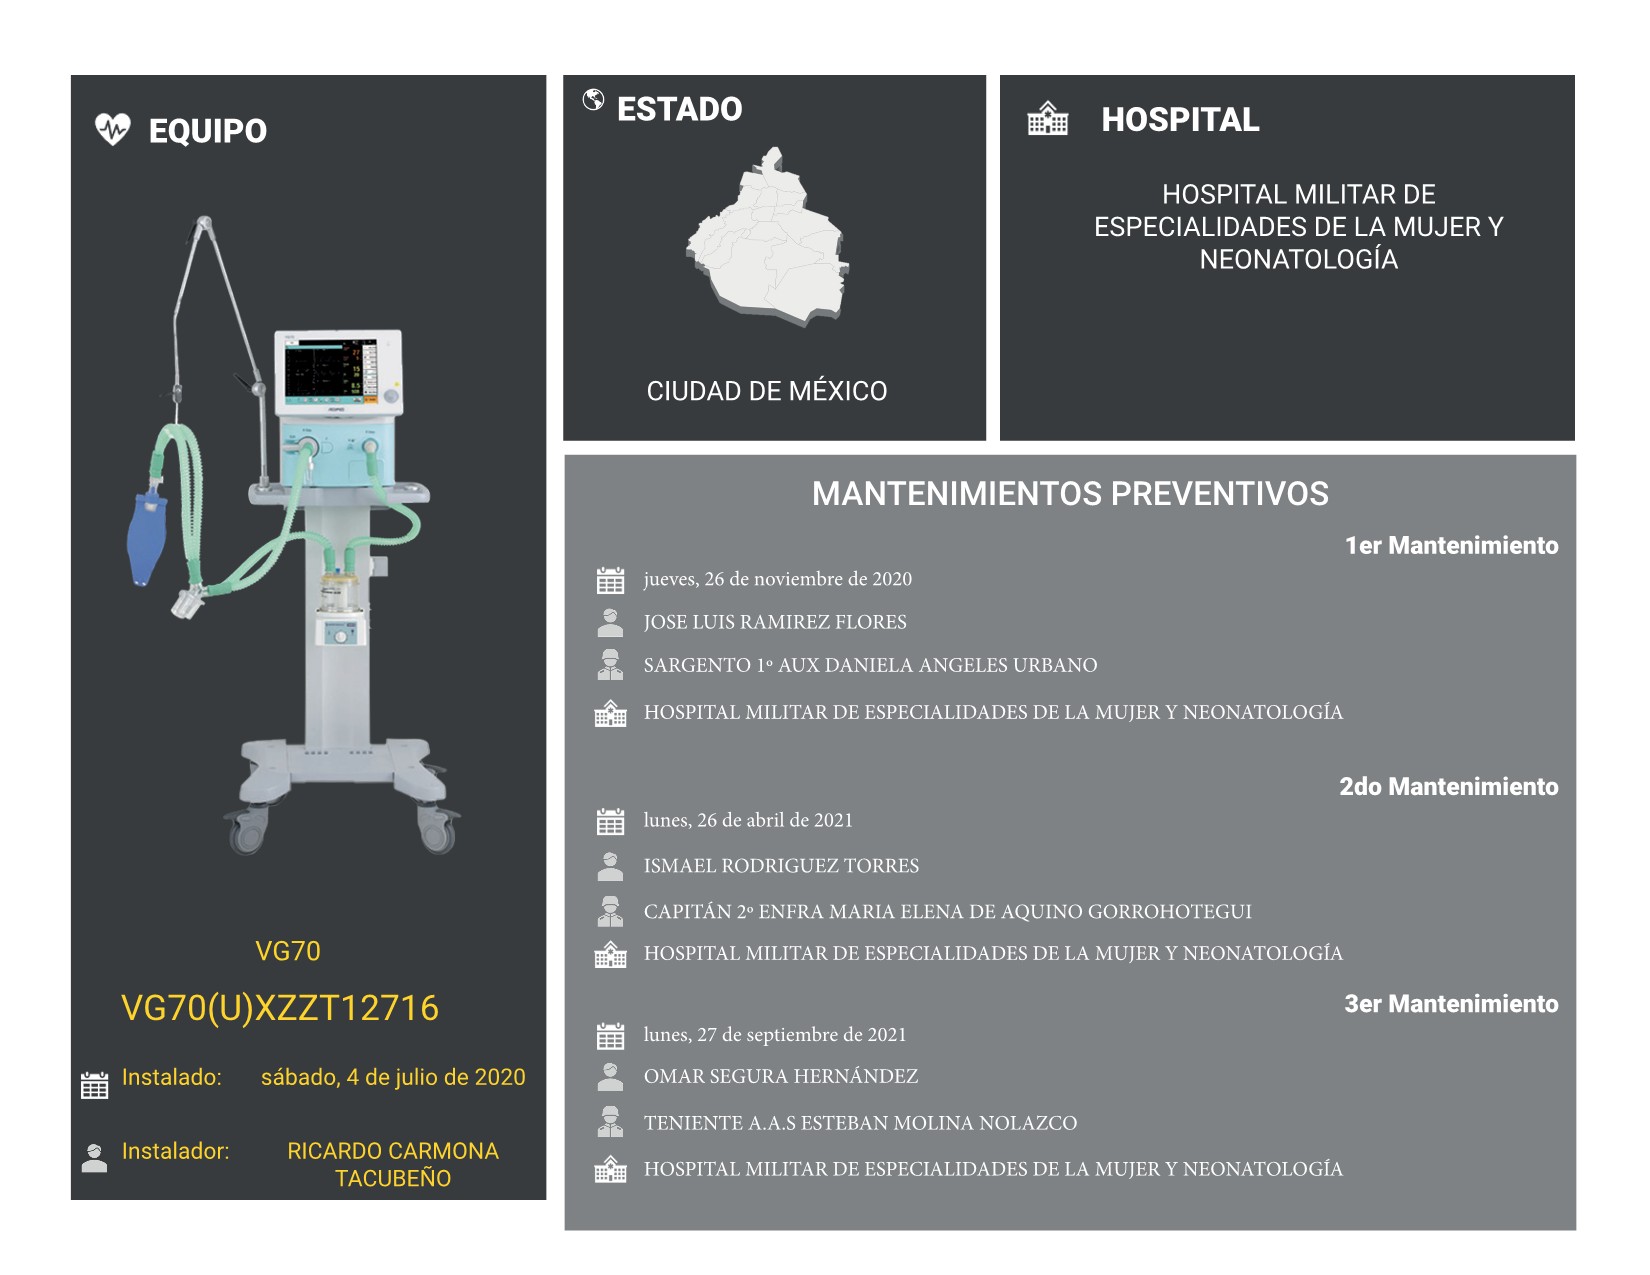 EQUIPO
VG70
VG70(U)XZZT12716
Instalado: sábado, 4 de julio de 2020
Instalador: RICARDO CARMONA
TACUBEÑO
ESTADO
CIUDAD DE MÉXICO
HOSPITAL
HOSPITAL MILITAR DE
ESPECIALIDADES DE LA MUJER Y
NEONATOLOGÍA
MANTENIMIENTOS PREVENTIVOS
1er Mantenimiento
jueves, 26 de noviembre de 2020
JOSE LUIS RAMIREZ FLORES
SARGENTO 1º AUX DANIELA ANGELES URBANO
HOSPITAL MILITAR DE ESPECIALIDADES DE LA MUJER Y NEONATOLOGÍA
2do Mantenimiento
lunes, 26 de abril de 2021
ISMAEL RODRIGUEZ TORRES
CAPITÁN 2º ENFRA MARIA ELENA DE AQUINO GORROHOTEGUI
HOSPITAL MILITAR DE ESPECIALIDADES DE LA MUJER Y NEONATOLOGÍA
3er Mantenimiento
lunes, 27 de septiembre de 2021
OMAR SEGURA HERNÁNDEZ
TENIENTE A.A.S ESTEBAN MOLINA NOLAZCO
HOSPITAL MILITAR DE ESPECIALIDADES DE LA MUJER Y NEONATOLOGÍA